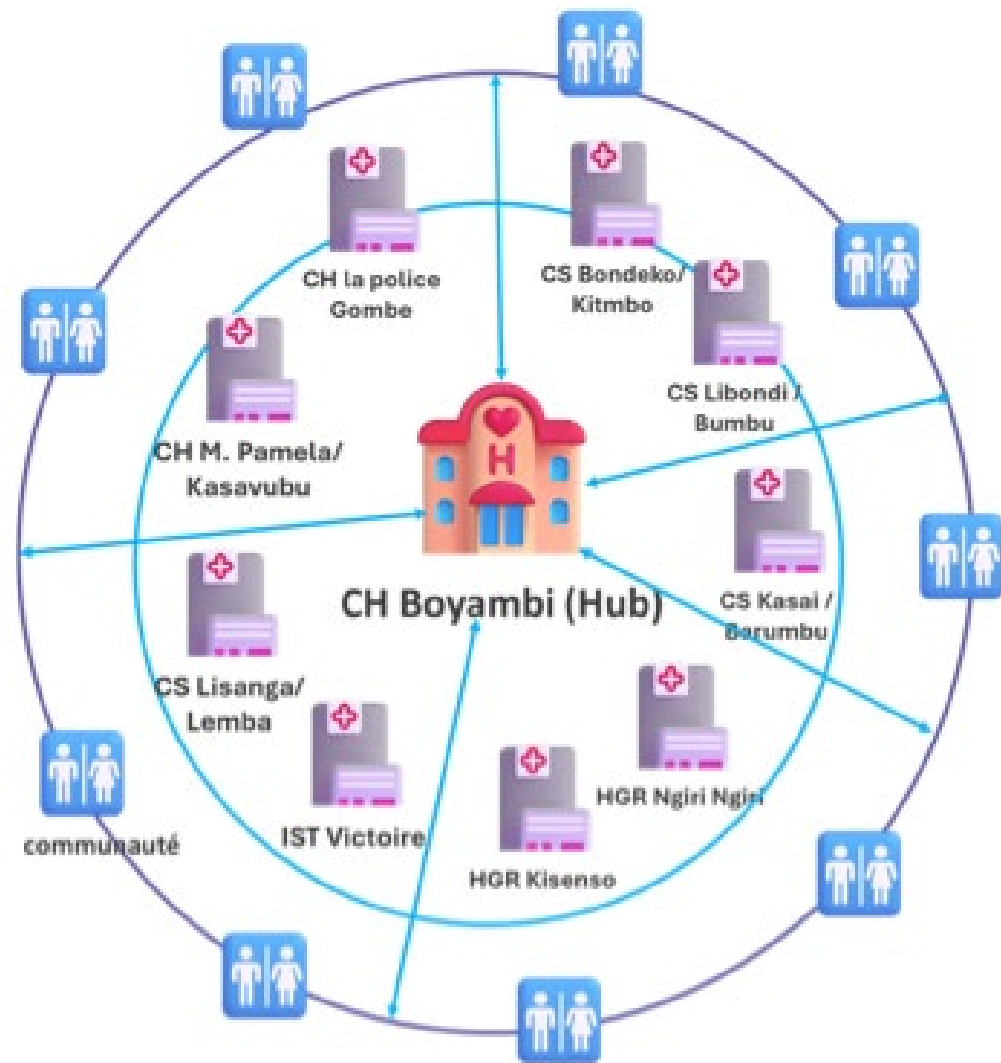 CH la police
Gombe
CS Bondeko/
Kitmbo
CS Libondi /
Bumbu
CH M. Pamela/
Kasavubu
H
CH Boyambi (Hub)
CS Kasai /
Barumbu
CS Lisanga/
Lemba
HGR Ngiri Ngiri
IST Victoire
HGR Kisenso
communauté